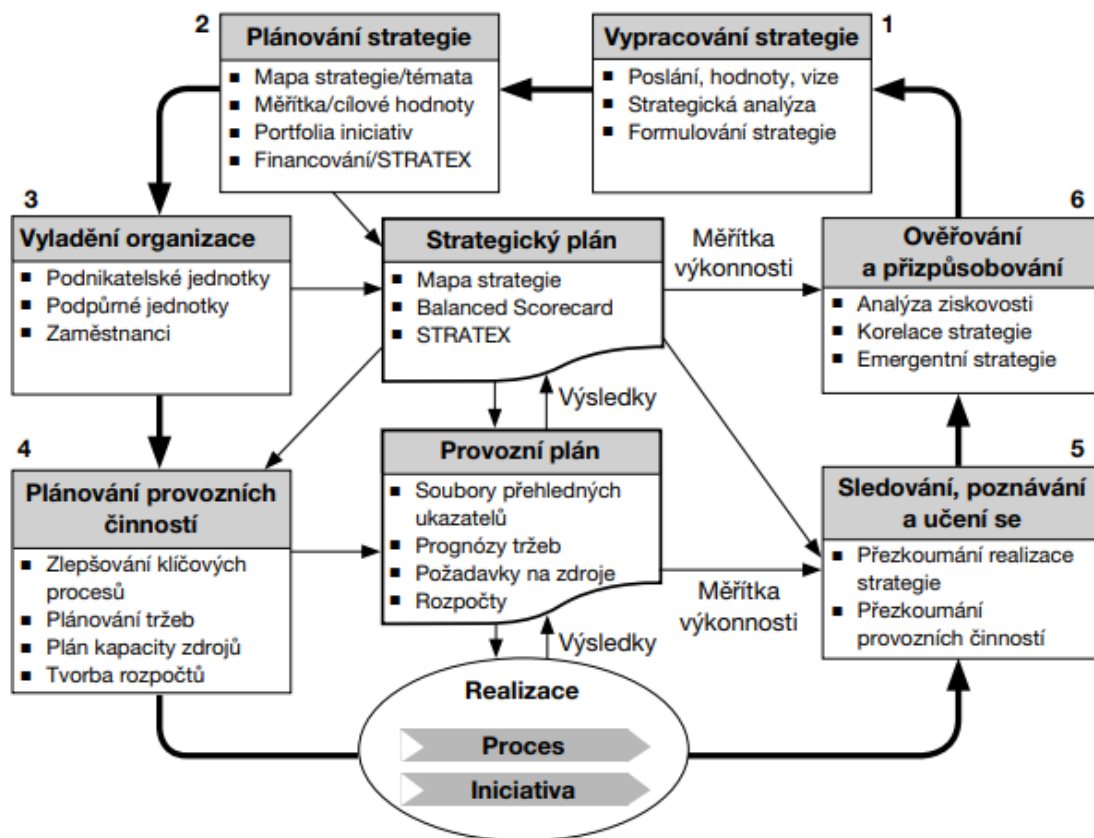 2
Plánování strategie
■ Mapa strategie/témata
■ Měřítka/cílové hodnoty
■ Portfolia iniciativ
■ Financování/STRATEX
1
Vypracování strategie
■ Poslání, hodnoty, vize
■ Strategická analýza
■ Formulování strategie
3
Vyladění organizace
■ Podnikatelské jednotky
■ Podpůrné jednotky
■ Zaměstnanci
Strategický plán
■ Mapa strategie
■ Balanced Scorecard
■ STRATEX
Měřítka
výkonnosti
6
Ověřování
a přizpůsobování
■ Analýza ziskovosti
■ Korelace strategie
■ Emergentní strategie
Výsledky
4
Plánování provozních
činností
■ Zlepšování klíčových
procesů
■ Plánování tržeb
■ Plán kapacity zdrojů
■ Tvorba rozpočtů
Provozní plán
■ Soubory přehledných
ukazatelů
■ Prognózy tržeb
■ Požadavky na zdroje
■ Rozpočty
Měřítka
výkonnosti
5
Sledování, poznávání
a učení se
■ Přezkoumání realizace
strategie
■ Přezkoumání
provozních činností
Výsledky
Realizace
Proces
Iniciativa